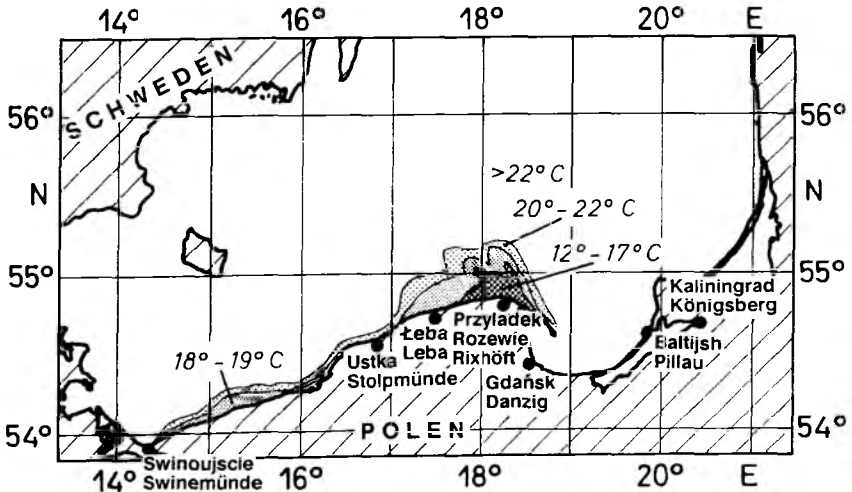 14° 16° 18° 20° E
SCHWEDEN
56° 56°
N N
>22° C
20°-22° C
12°-17° C
55° 55°
Kaliningrad
Königsberg
Łeba
Leba
Przyladek
Rozewie
Rixhöft
Baltijsh
Pillau
18°-19° C
Ustka
Stolpmünde
Gdańsk
Danzig
54° 54°
POLEN
Swinoujscie
Swinemünde
14° 16° 18° 20° E